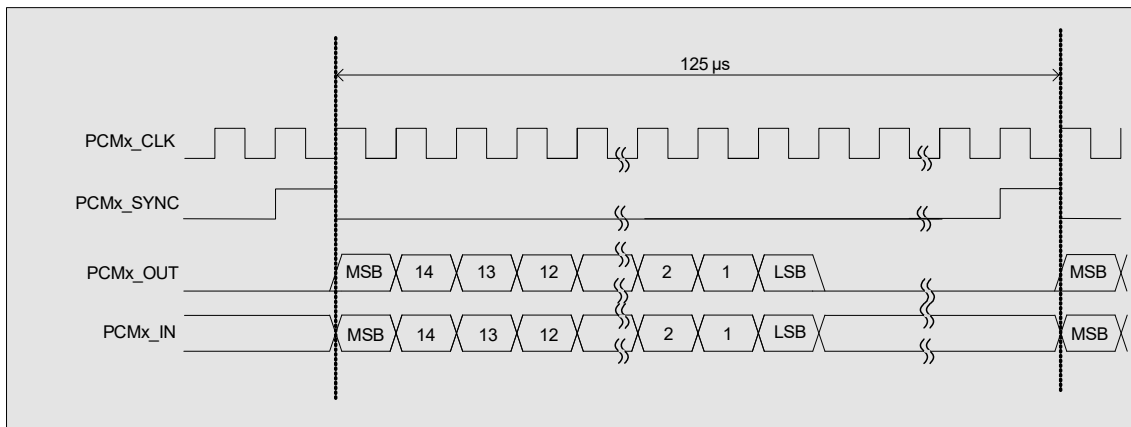 125 µs
PCMx_CLK
PCMx_SYNC
PCMx_OUT MSB 14 13 12 2 1 LSB MSB
PCMx_IN MSB 14 13 12 2 1 LSB MSB